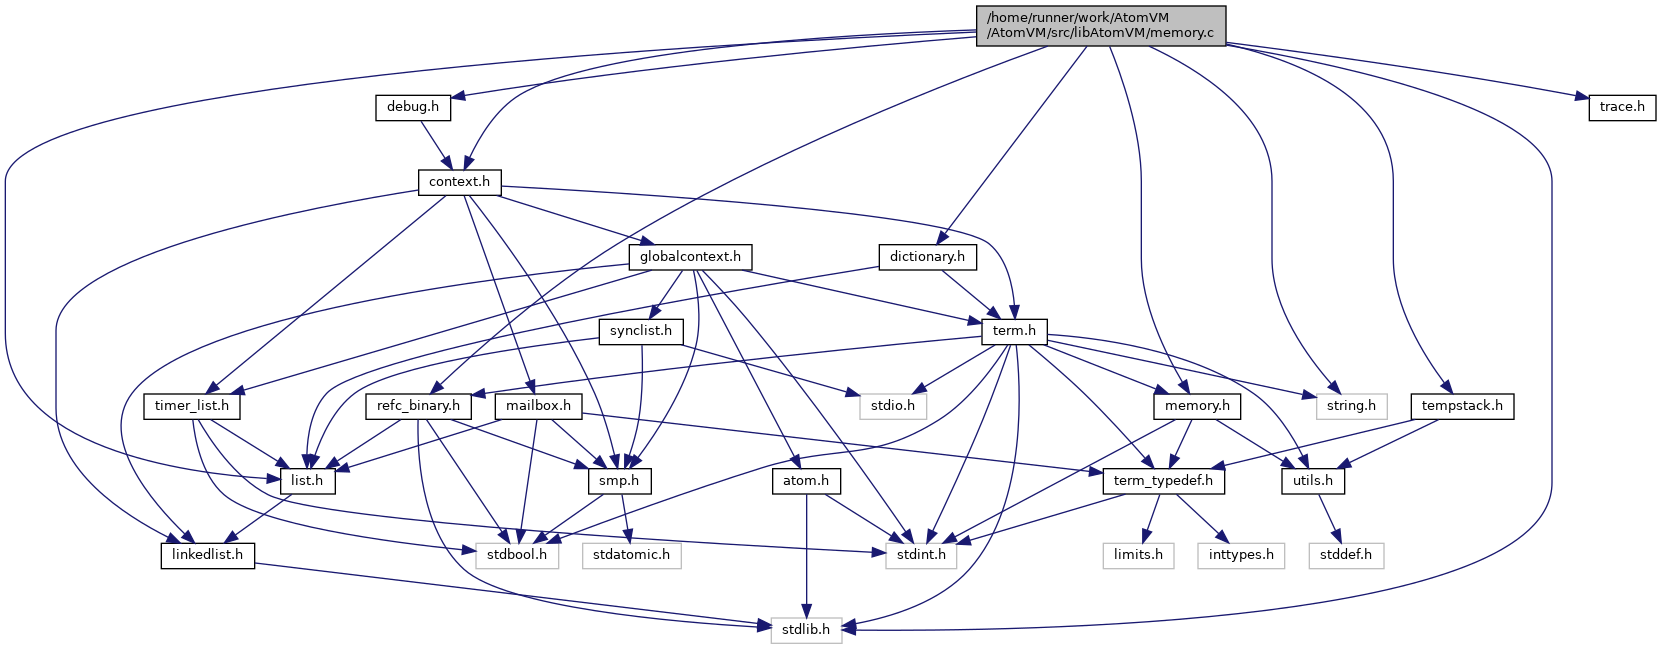 /home/runner/work/AtomVM
/AtomVM/src/libAtomVM/memory.c
debug.h
trace.h
context.h
globalcontext.h
dictionary.h
synclist.h
term.h
timer_list.h
refc_binary.h
mailbox.h
stdio.h
memory.h
string.h
tempstack.h
list.h
smp.h
atom.h
term_typedef.h
utils.h
linkedlist.h
stdbool.h
stdatomic.h
stdint.h
limits.h
inttypes.h
stddef.h
stdlib.h